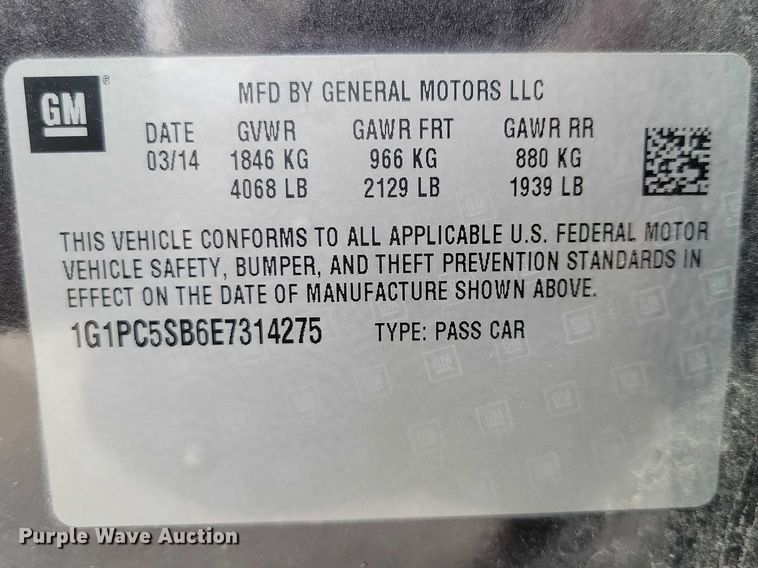 GM ®
MFD BY GENERAL MOTORS LLC
DATE GVWR GAWR FRT GAWR RR
03/14 1846 KG 966 KG 880 KG
4068 LB 2129 LB 1939 LB
THIS VEHICLE CONFORMS TO ALL APPLICABLE U.S. FEDERAL MOTOR
VEHICLE SAFETY, BUMPER, AND THEFT PREVENTION STANDARDS IN
EFFECT ON THE DATE OF MANUFACTURE SHOWN ABOVE.
1G1PC5SB6E7314275 TYPE: PASS CAR
Purple Wave Auction